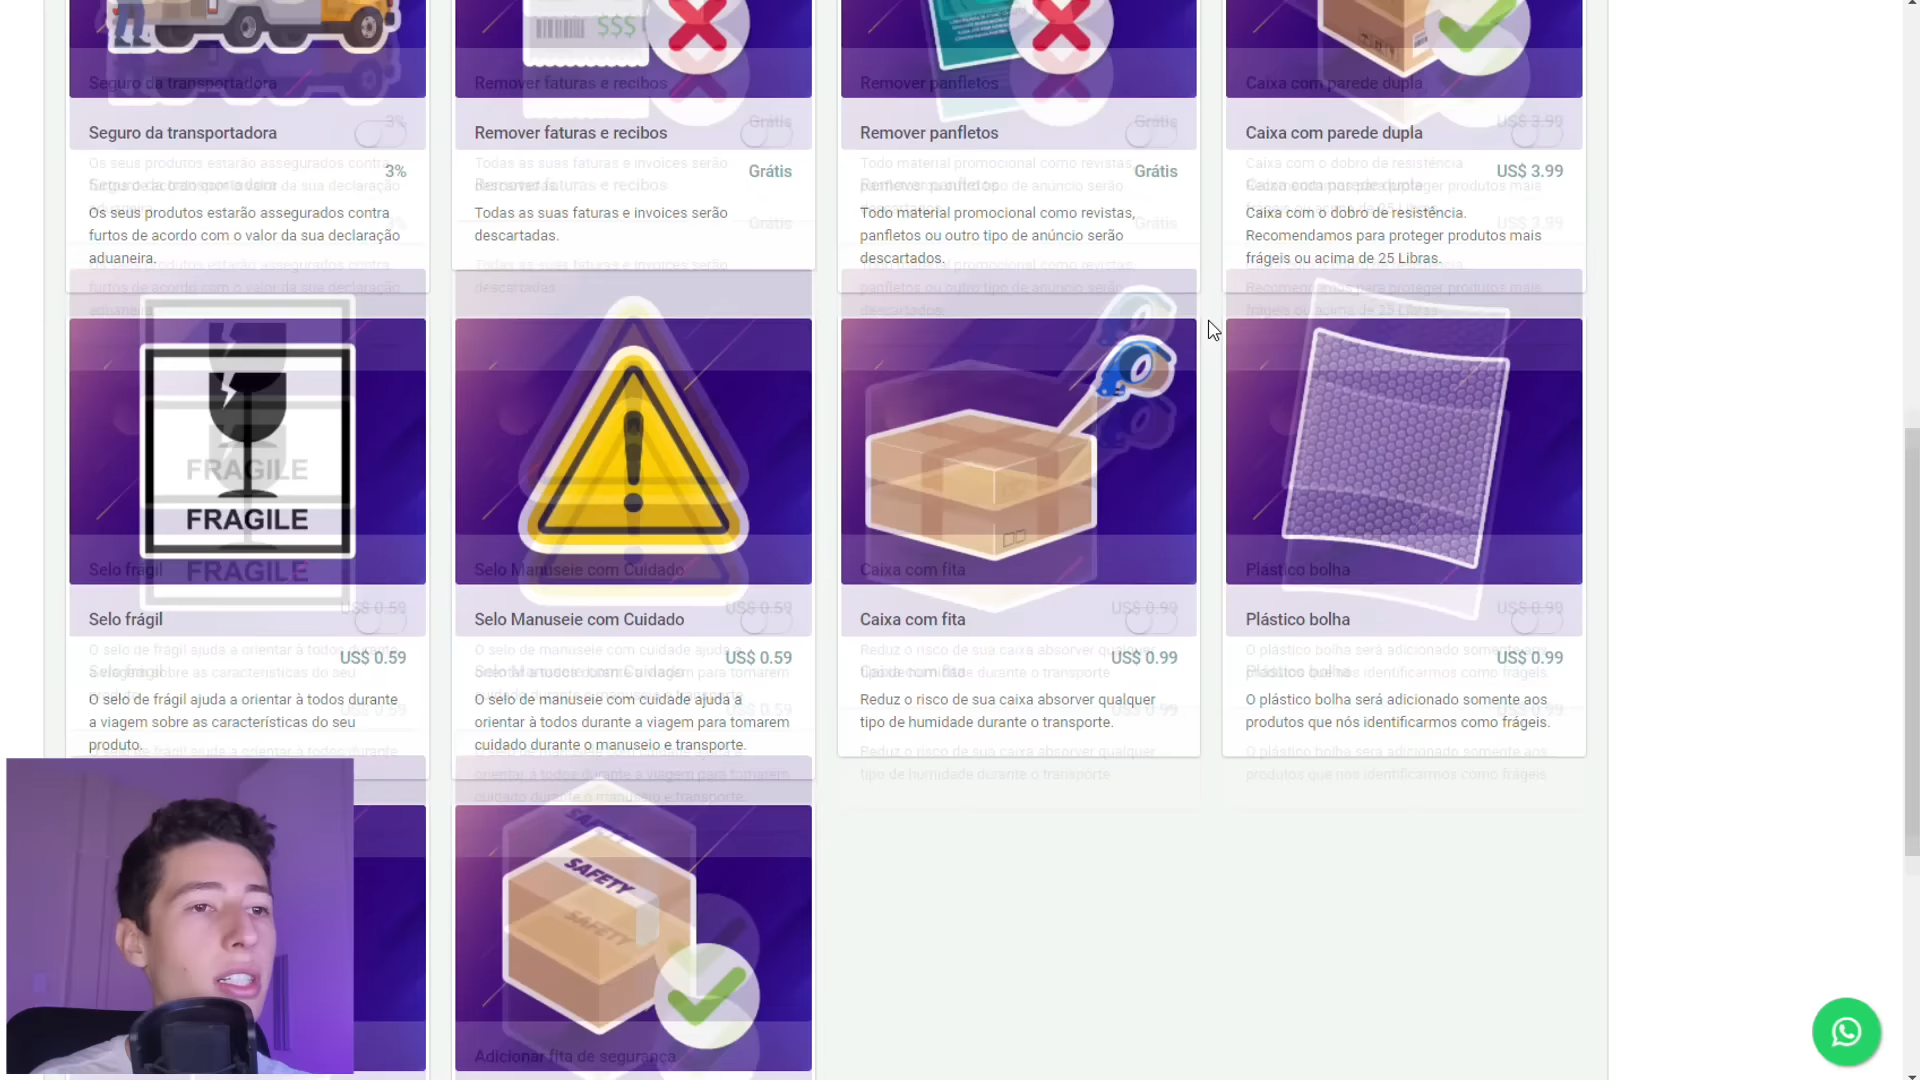 $$$
Seguro da transportadora
Remover faturas e recibos
Remover panfletos
Caixa com parede dupla
3%
Grátis
Grátis
US$ 3.99
Os seus produtos estarão assegurados contra
furtos de acordo com o valor da sua declaração
aduaneira.
Todas as suas faturas e invoices serão
descartadas.
Todo material promocional como revistas,
panfletos ou outro tipo de anúncio serão
descartados.
Caixa com o dobro de resistência.
Recomendamos para proteger produtos mais
frágeis ou acima de 25 Libras.
FRAGILE
Selo frágil
Selo Manuseie com Cuidado
Caixa com fita
Plástico bolha
US$ 0.59
US$ 0.59
US$ 0.99
US$ 0.99
O selo de frágil ajuda a orientar à todos durante
a viagem sobre as características do seu
produto.
O selo de manuseie com cuidado ajuda a
orientar à todos durante a viagem para tomarem
cuidado durante o manuseio e transporte.
Reduz o risco de sua caixa absorver qualquer
tipo de humidade durante o transporte.
O plástico bolha será adicionado somente aos
produtos que nós identificarmos como frágeis.
SAFETY
Adicionar fita de segurança